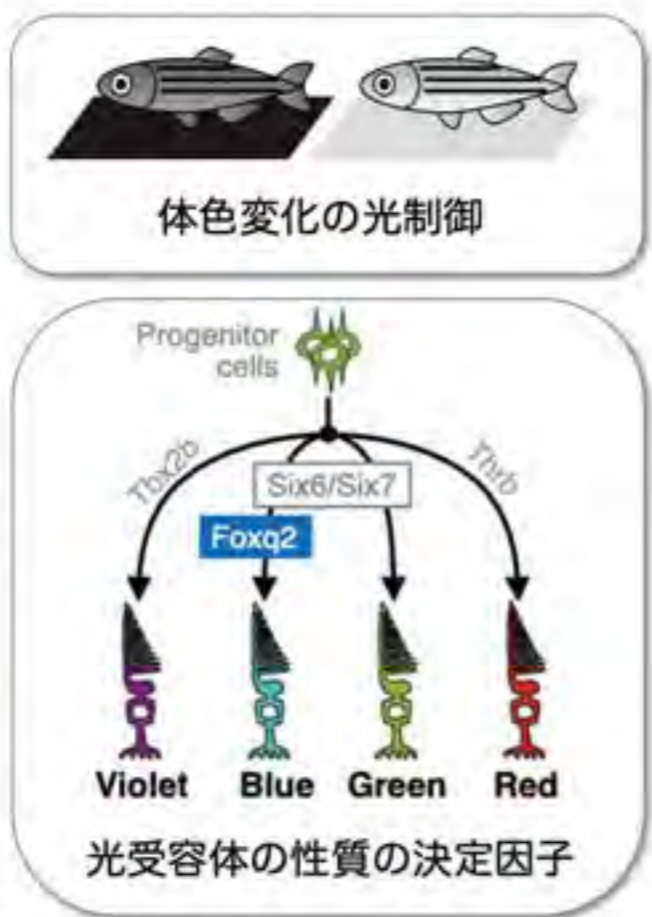 体色変化の光制御
Progenitor
cells
Tbx2b
Thrb
Six6/Six7
Foxq2
Violet Blue Green Red
光受容体の性質の決定因子